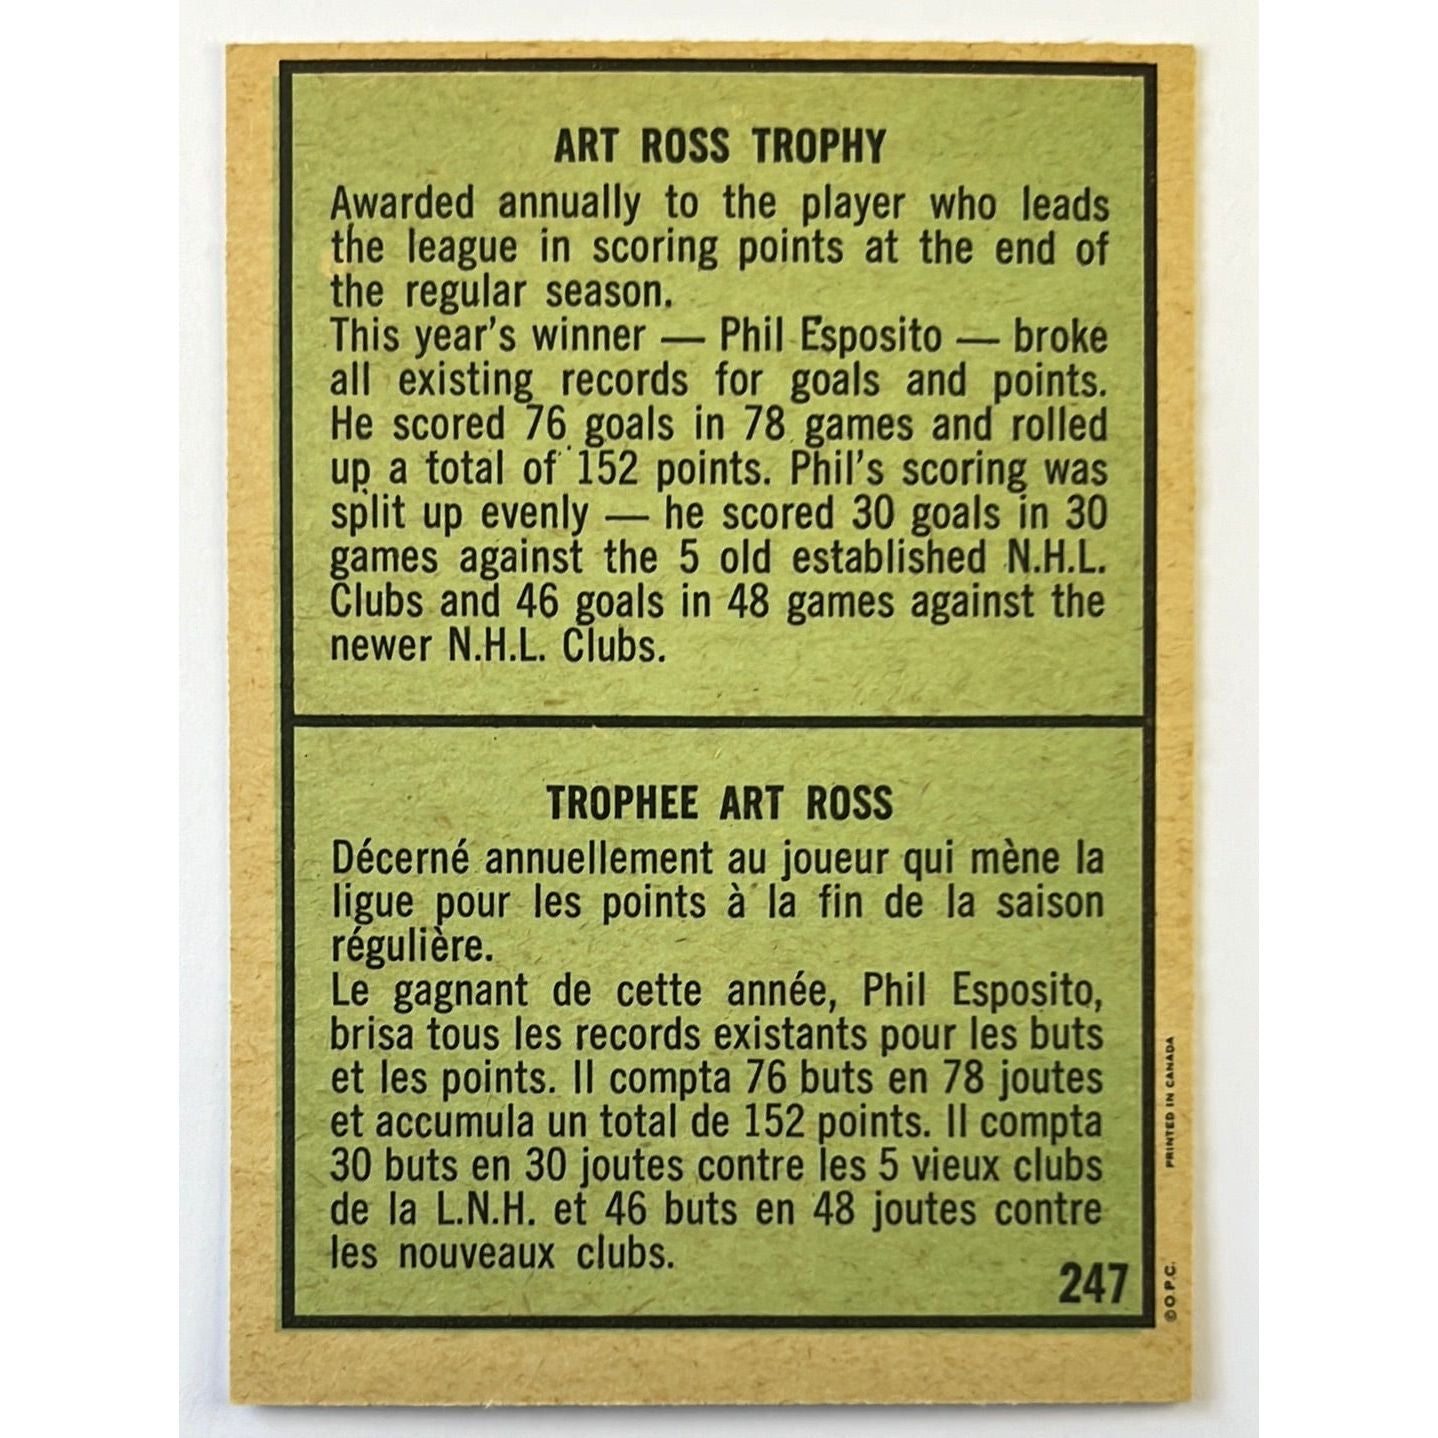 ART ROSS TROPHY
Awarded annually to the player who leads
the league in scoring points at the end of
the regular season.
This year's winner — Phil Esposito — broke
all existing records for goals and points.
He scored 76 goals in 78 games and rolled
up a total of 152 points. Phil's scoring was
split up evenly — he scored 30 goals in 30
games against the 5 old established N.H.L.
Clubs and 46 goals in 48 games against the
newer N.H.L. Clubs.
TROPHEE ART ROSS
Décerné annuellement au joueur qui mène la
ligue pour les points à la fin de la saison
régulière.
Le gagnant de cette année, Phil Esposito,
brisa tous les records existants pour les buts
et les points. Il compta 76 buts en 78 joutes
et accumula un total de 152 points. Il compta
30 buts en 30 joutes contre les 5 vieux clubs
de la L.N.H. et 46 buts en 48 joutes contre
les nouveaux clubs.
247
©O.P.C. PRINTED IN CANADA